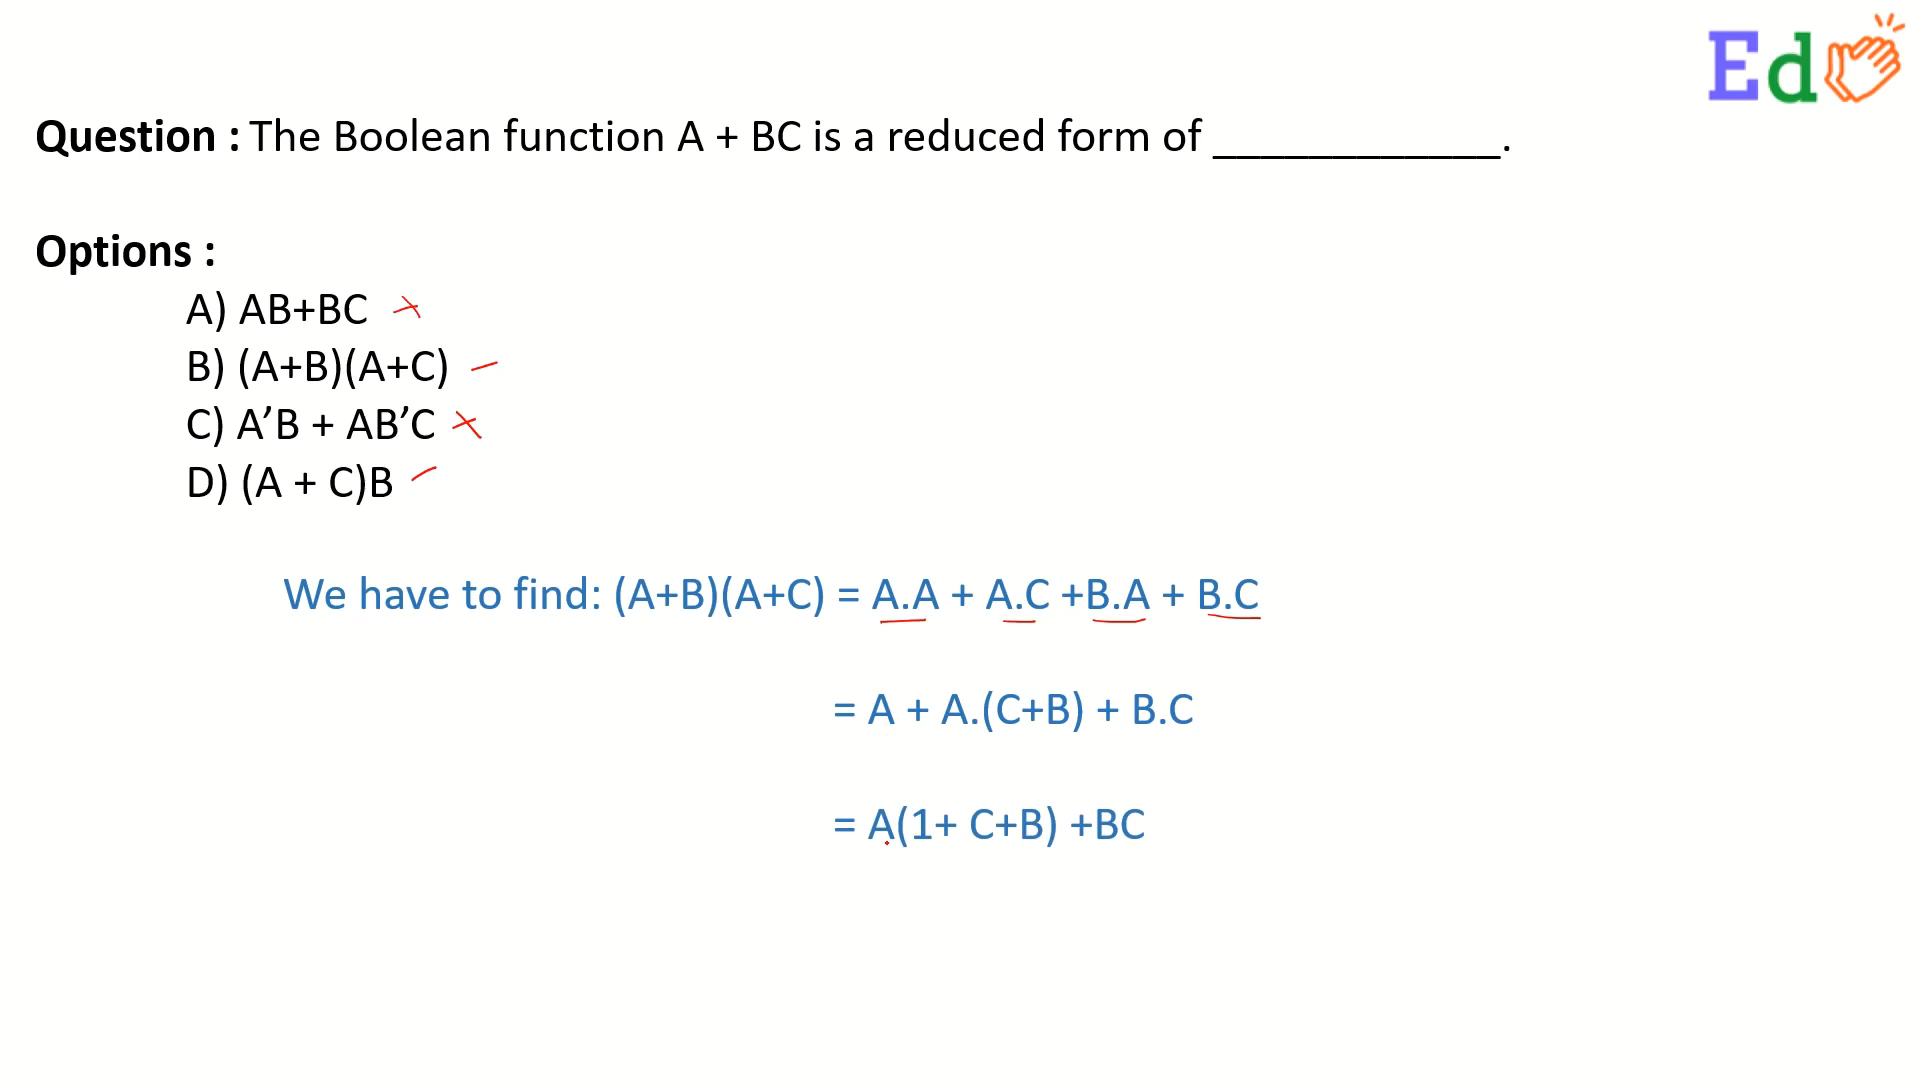 Ed
Question : The Boolean function A + BC is a reduced form of ____________.
Options :
A) AB+BC
B) (A+B)(A+C)
C) A’B + AB’C
D) (A + C)B
We have to find: (A+B)(A+C) = A.A + A.C +B.A + B.C
= A + A.(C+B) + B.C
= A(1+ C+B) +BC